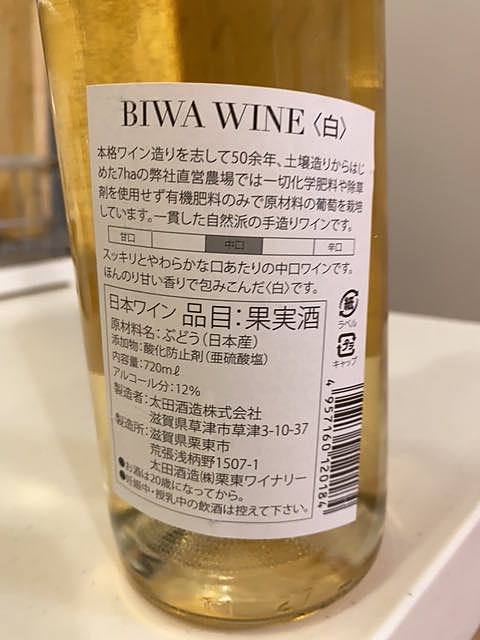 BIWA WINE〈白〉
本格ワイン造りを志して50余年、土壌造りからはじ
めた7haの弊社直営農場では一切化学肥料や除草
剤を使用せず有機肥料のみで原材料の葡萄を栽培
しています。一貫した自然派の手造りワインです。
甘口 中口 辛口
スッキリとやわらかな口あたりの中口ワインです。
ほんのり甘い香りで包みこんだ〈白〉です。
日本ワイン 品目:果実酒
原材料名:ぶどう(日本産)
添加物:酸化防止剤(亜硫酸塩)
内容量:720mℓ
アルコール分:12%
製造者:太田酒造株式会社
滋賀県草津市草津3-10-37
製造所:滋賀県栗東市
荒張浅柄野1507-1
太田酒造㈱栗東ワイナリー
●お酒は20歳になってから。
●妊娠中・授乳中の飲酒は控えて下さい。
紙
ラベル
プラ
キャップ
4957160120184